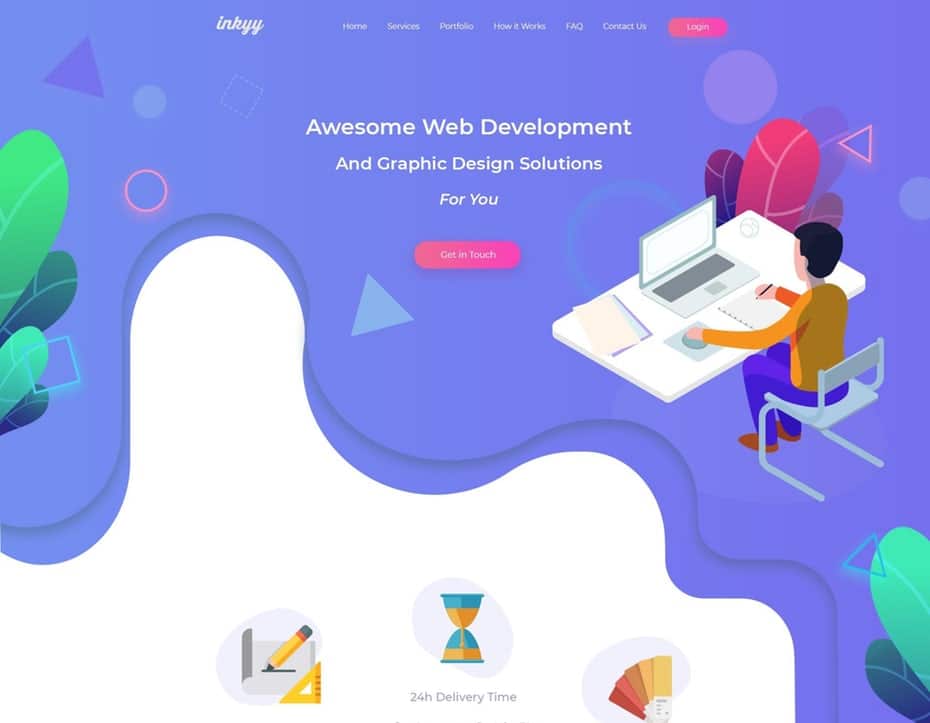 inkyy
Home Services Portfolio How it Works FAQ Contact Us Login
Awesome Web Development
And Graphic Design Solutions
For You
Get in Touch
24h Delivery Time